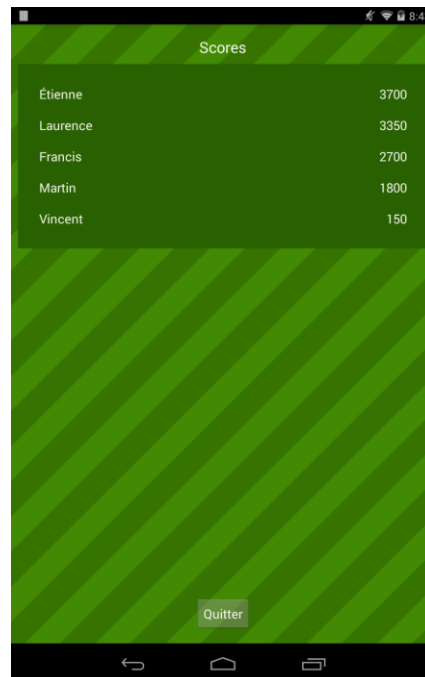 8:4
Scores
Étienne 3700
Laurence 3350
Francis 2700
Martin 1800
Vincent 150
Quitter